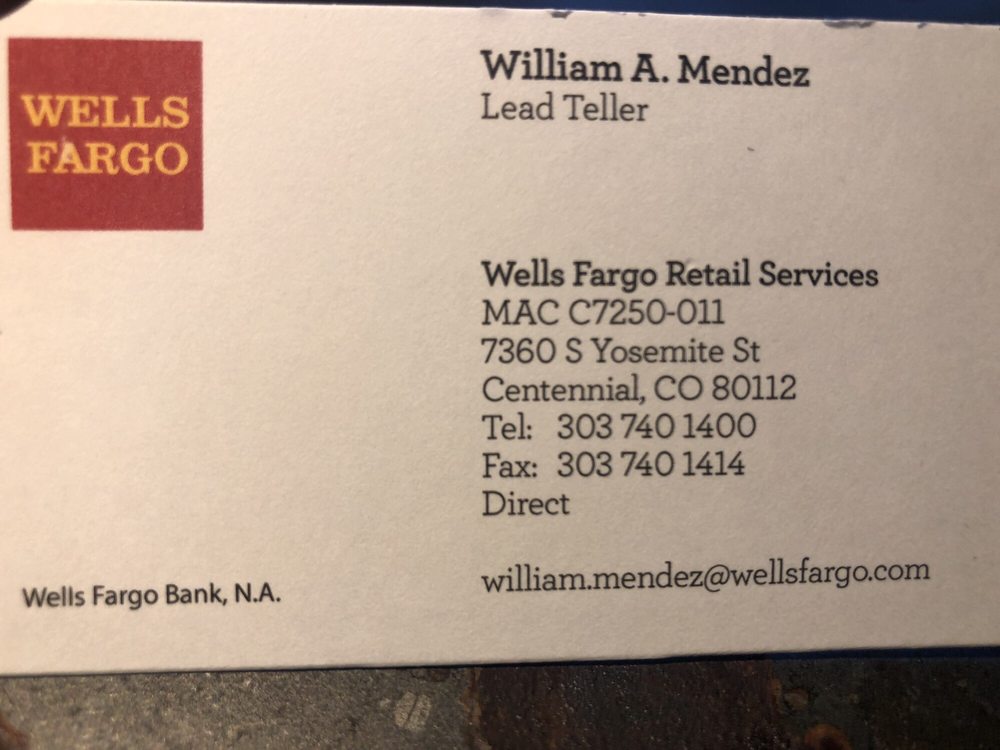 WELLS
FARGO
William A. Mendez
Lead Teller
Wells Fargo Retail Services
MAC C7250-011
7360 S Yosemite St
Centennial, CO 80112
Tel: 303 740 1400
Fax: 303 740 1414
Direct
william.mendez@wellsfargo.com
Wells Fargo Bank, N.A.